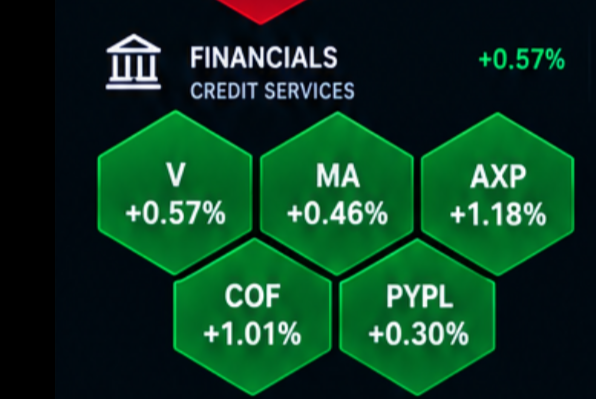 FINANCIALS
+0.57%
CREDIT SERVICES
V
+0.57%
MA
+0.46%
AXP
+1.18%
COF
+1.01%
PYPL
+0.30%